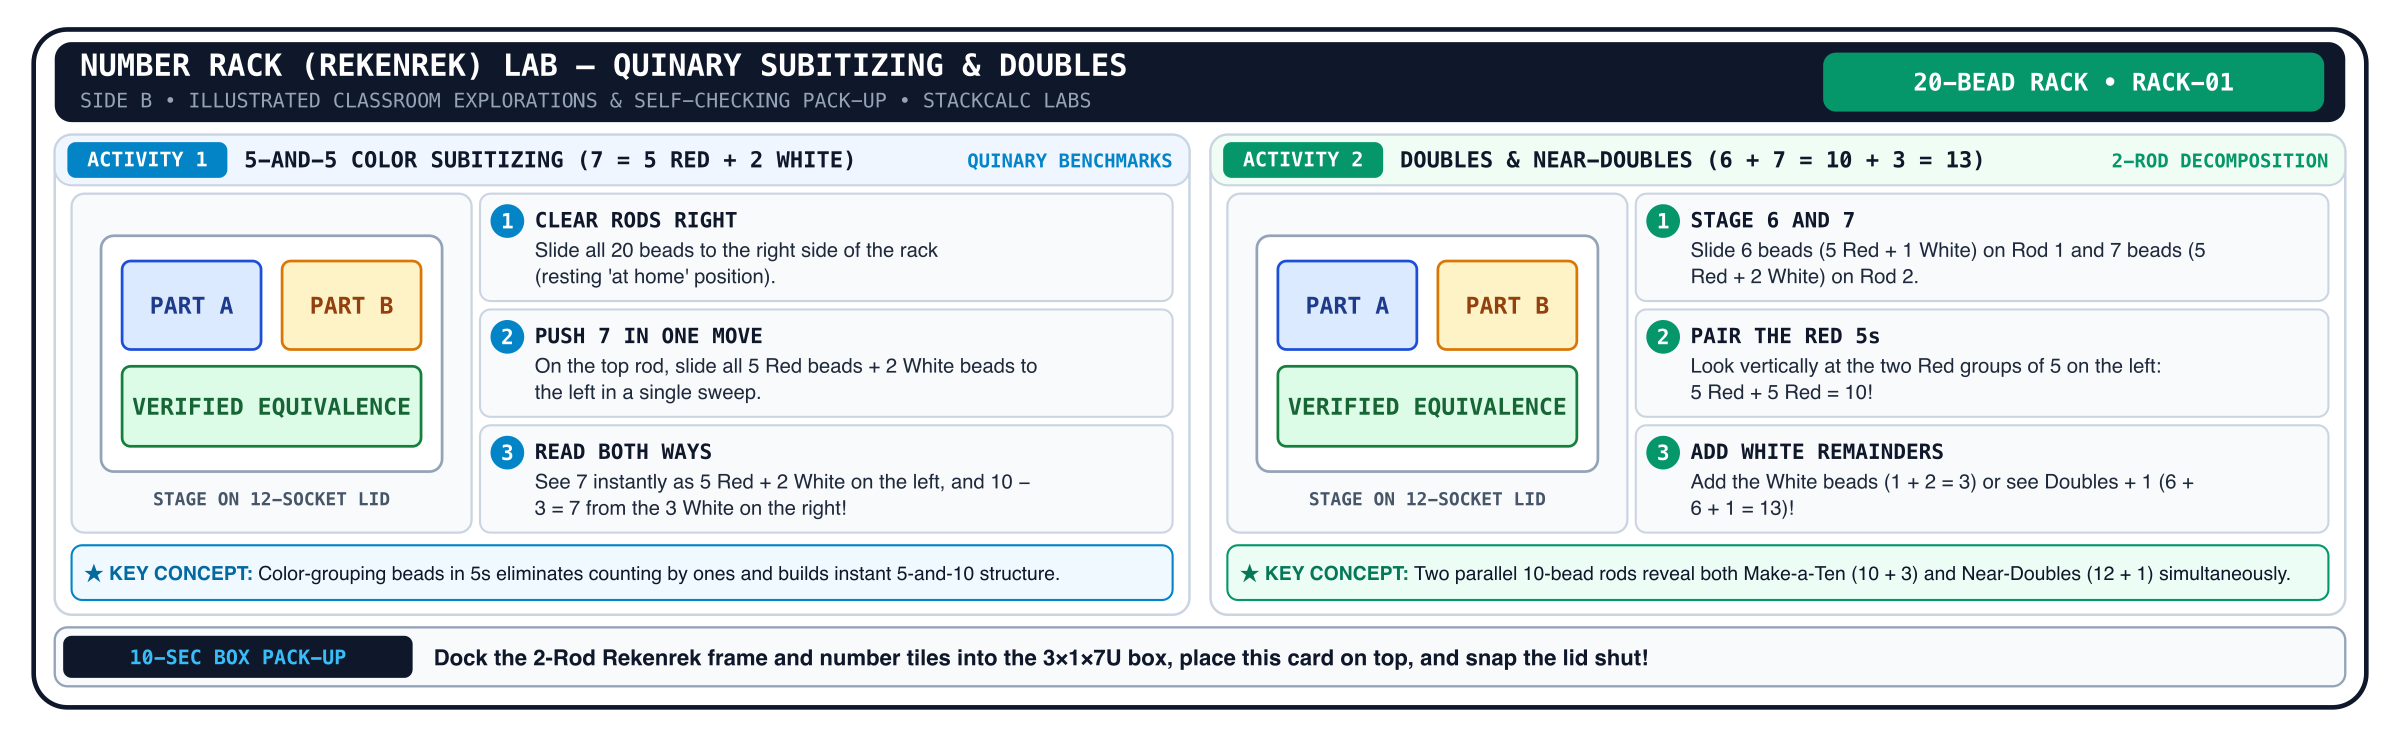 NUMBER RACK (REKENREK) LAB — QUINARY SUBITIZING & DOUBLES
SIDE B • ILLUSTRATED CLASSROOM EXPLORATIONS & SELF-CHECKING PACK-UP • STACKCALC LABS
20-BEAD RACK • RACK-01
ACTIVITY 1
5-AND-5 COLOR SUBITIZING (7 = 5 RED + 2 WHITE)
QUINARY BENCHMARKS
PART A
PART B
VERIFIED EQUIVALENCE
STAGE ON 12-SOCKET LID
1
CLEAR RODS RIGHT
Slide all 20 beads to the right side of the rack
(resting 'at home' position).
2
PUSH 7 IN ONE MOVE
On the top rod, slide all 5 Red beads + 2 White beads to
the left in a single sweep.
3
READ BOTH WAYS
See 7 instantly as 5 Red + 2 White on the left, and 10 −
3 = 7 from the 3 White on the right!
★ KEY CONCEPT: Color-grouping beads in 5s eliminates counting by ones and builds instant 5-and-10 structure.
ACTIVITY 2
DOUBLES & NEAR-DOUBLES (6 + 7 = 10 + 3 = 13)
2-ROD DECOMPOSITION
PART A
PART B
VERIFIED EQUIVALENCE
STAGE ON 12-SOCKET LID
1
STAGE 6 AND 7
Slide 6 beads (5 Red + 1 White) on Rod 1 and 7 beads (5
Red + 2 White) on Rod 2.
2
PAIR THE RED 5s
Look vertically at the two Red groups of 5 on the left:
5 Red + 5 Red = 10!
3
ADD WHITE REMAINDERS
Add the White beads (1 + 2 = 3) or see Doubles + 1 (6 +
6 + 1 = 13)!
★ KEY CONCEPT: Two parallel 10-bead rods reveal both Make-a-Ten (10 + 3) and Near-Doubles (12 + 1) simultaneously.
10-SEC BOX PACK-UP
Dock the 2-Rod Rekenrek frame and number tiles into the 3×1×7U box, place this card on top, and snap the lid shut!